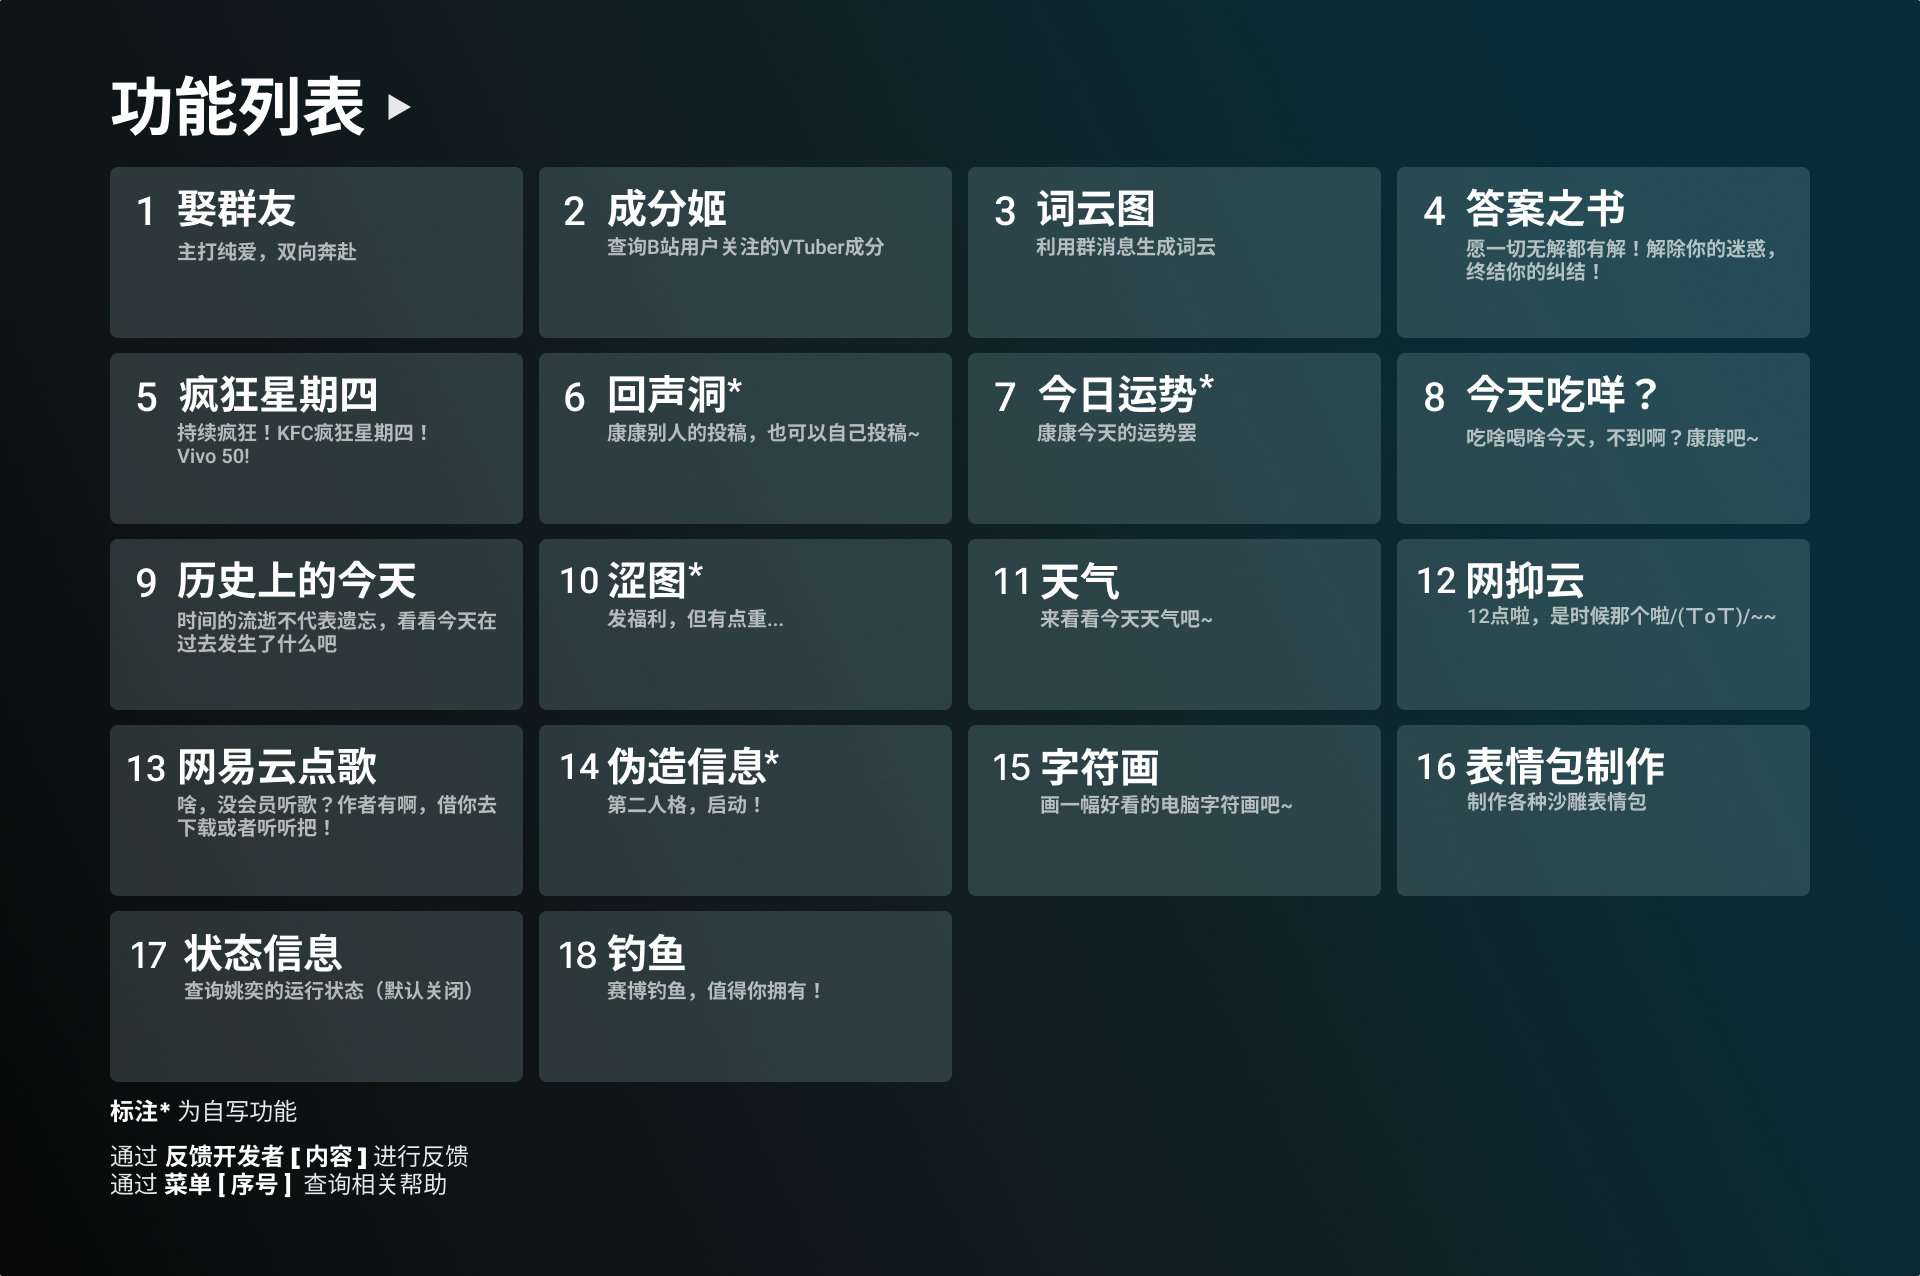 功能列表 ▶
1 娶群友
主打纯爱，双向奔赴
2 成分姬
查询B站用户关注的VTuber成分
3 词云图
利用群消息生成词云
4 答案之书
愿一切无解都有解！解除你的迷惑，
终结你的纠结！
5 疯狂星期四
持续疯狂！KFC疯狂星期四！
Vivo 50!
6 回声洞*
康康别人的投稿，也可以自己投稿~
7 今日运势*
康康今天的运势罢
8 今天吃咩？
吃啥喝啥今天，不到啊？康康吧~
9 历史上的今天
时间的流逝不代表遗忘，看看今天在
过去发生了什么吧
10 涩图*
发福利，但有点重...
11 天气
来看看今天天气吧~
12 网抑云
12点啦，是时候那个啦/(ToT)/~~
13 网易云点歌
啥，没会员听歌？作者有啊，借你去
下载或者听听把！
14 伪造信息*
第二人格，启动！
15 字符画
画一幅好看的电脑字符画吧~
16 表情包制作
制作各种沙雕表情包
17 状态信息
查询姚奕的运行状态（默认关闭）
18 钓鱼
赛博钓鱼，值得你拥有！
标注* 为自写功能
通过 反馈开发者 [ 内容 ] 进行反馈
通过 菜单 [ 序号 ] 查询相关帮助